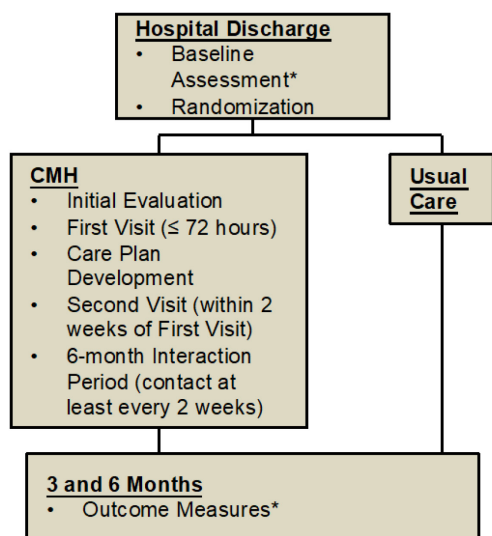 Hospital Discharge
• Baseline
Assessment*
• Randomization
CMH
• Initial Evaluation
• First Visit (≤ 72 hours)
• Care Plan
Development
• Second Visit (within 2
weeks of First Visit)
• 6-month Interaction
Period (contact at
least every 2 weeks)
Usual
Care
3 and 6 Months
• Outcome Measures*